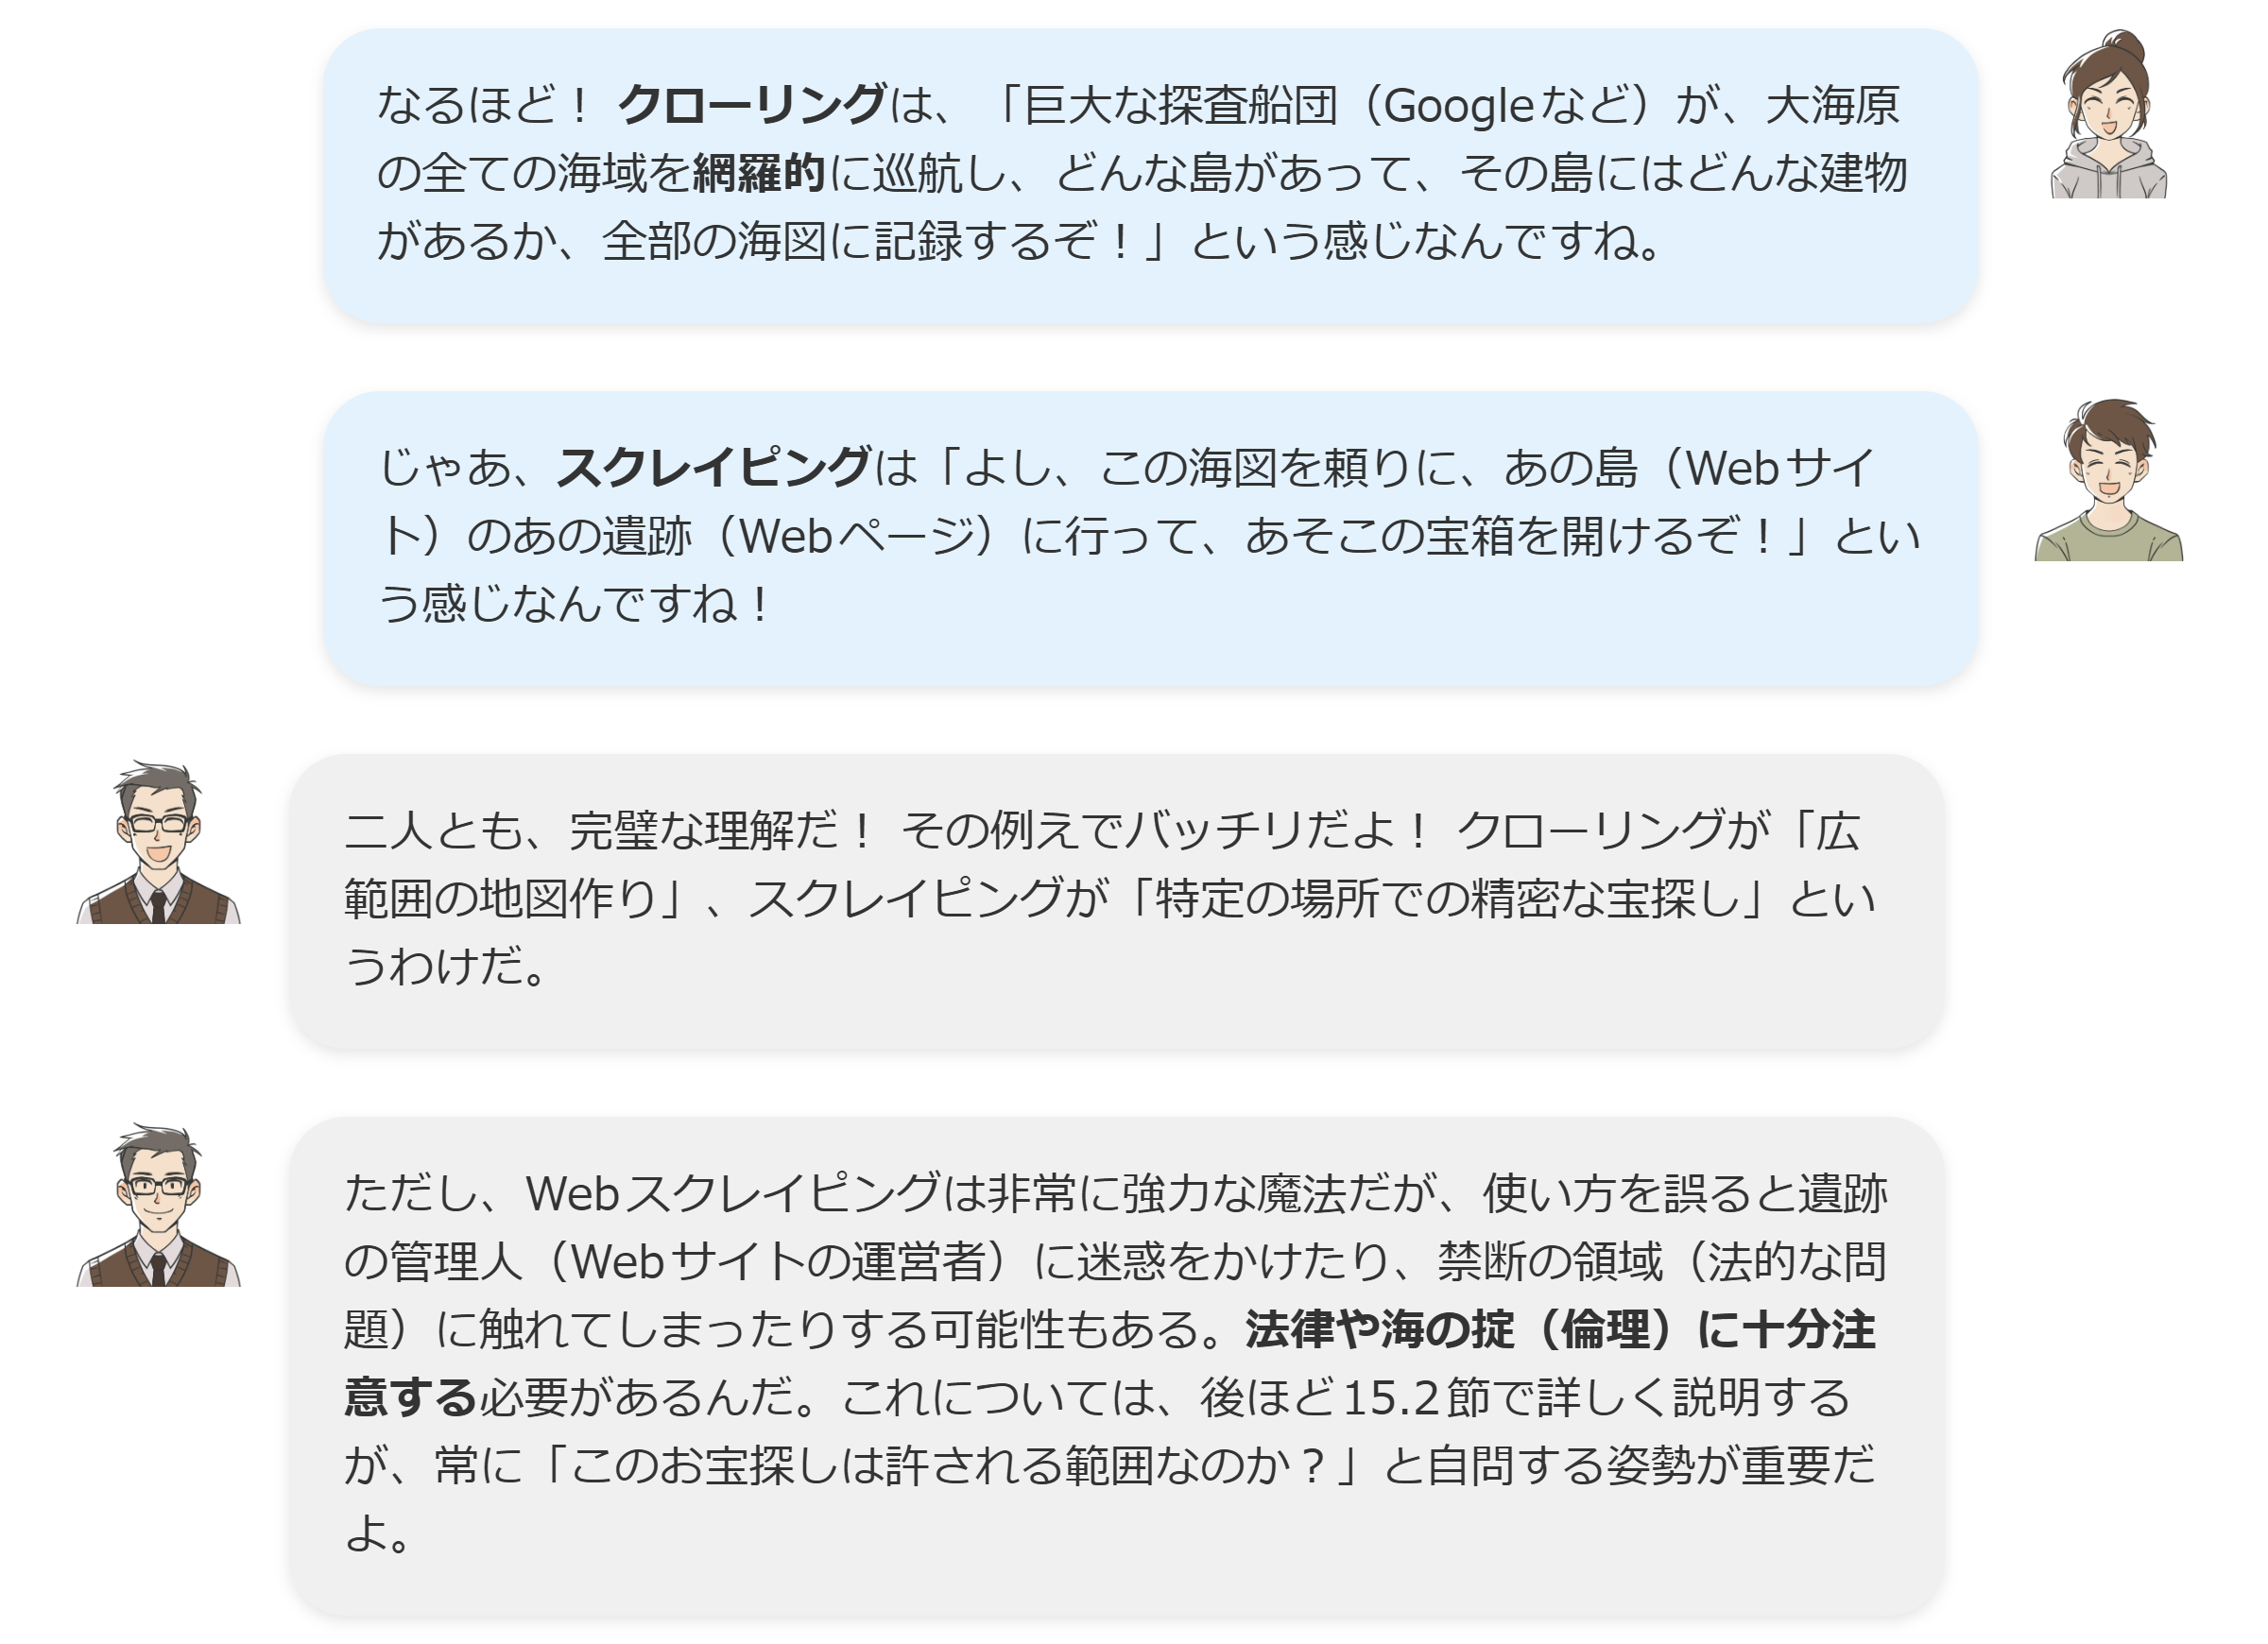 なるほど！ クローリングは、「巨大な探査船団（Googleなど）が、大海原
の全ての海域を網羅的に巡航し、どんな島があって、その島にはどんな建物
があるか、全部の海図に記録するぞ！」という感じなんですね。
じゃあ、スクレイピングは「よし、この海図を頼りに、あの島（Webサイ
ト）のあの遺跡（Webページ）に行って、あそこの宝箱を開けるぞ！」とい
う感じなんですね！
二人とも、完璧な理解だ！ その例えでバッチリだよ！ クローリングが「広
範囲の地図作り」、スクレイピングが「特定の場所での精密な宝探し」とい
うわけだ。
ただし、Webスクレイピングは非常に強力な魔法だが、使い方を誤ると遺跡
の管理人（Webサイトの運営者）に迷惑をかけたり、禁断の領域（法的な問
題）に触れてしまったりする可能性もある。法律や海の掟（倫理）に十分注
意する必要があるんだ。これについては、後ほど15.2節で詳しく説明する
が、常に「このお宝探しは許される範囲なのか？」と自問する姿勢が重要だ
よ。